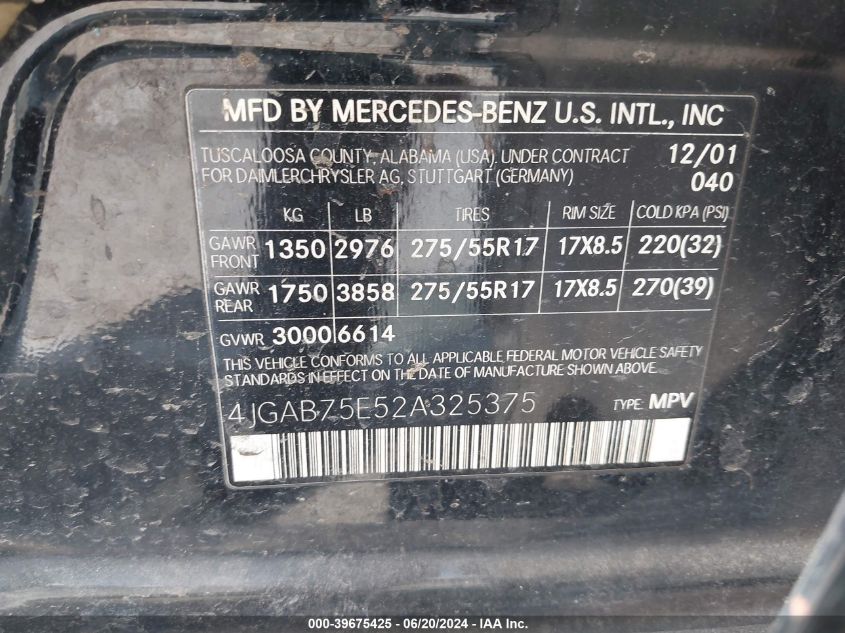 MFD BY MERCEDES-BENZ U.S. INTL., INC
TUSCALOOSA COUNTY, ALABAMA (USA). UNDER CONTRACT 12/01
FOR DAIMLERCHRYSLER AG, STUTTGART (GERMANY) 040
KG LB TIRES RIM SIZE COLD KPA (PSI)
GAWR FRONT 1350 2976 275/55R17 17X8.5 220(32)
GAWR REAR 1750 3858 275/55R17 17X8.5 270(39)
GVWR 3000 6614
THIS VEHICLE CONFORMS TO ALL APPLICABLE FEDERAL MOTOR VEHICLE SAFETY
STANDARDS IN EFFECT ON THE DATE OF MANUFACTURE SHOWN ABOVE.
4JGAB75E52A325375 TYPE: MPV
000-39675425 - 06/20/2024 - IAAI - Copyright IAA, Inc.